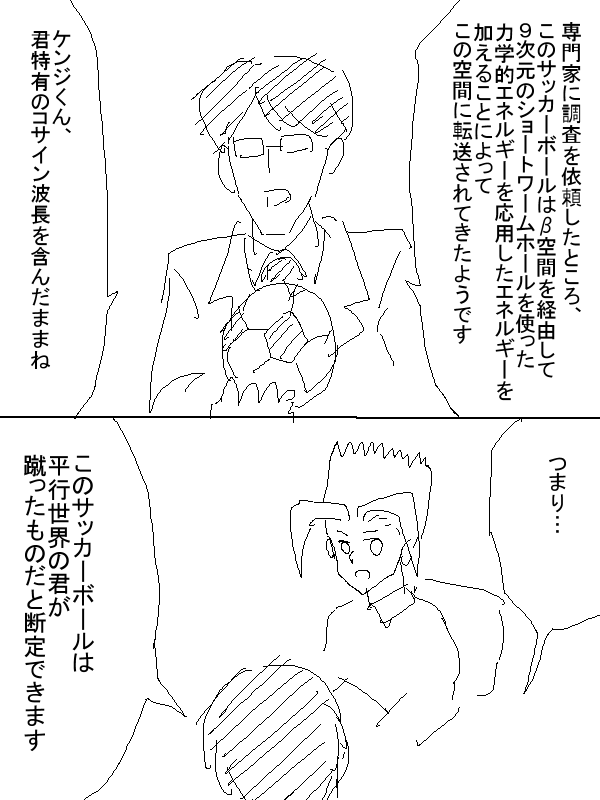 専門家に調査を依頼したところ、
このサッカーボールはβ空間を経由して
９次元のショートワームホールを使った
力学的エネルギーを応用したエネルギーを
加えることによって
この空間に転送されてきたようです
ケンジくん、
君特有のコサイン波長を含んだままね
つまり…
このサッカーボールは
平行世界の君が
蹴ったものだと断定できます